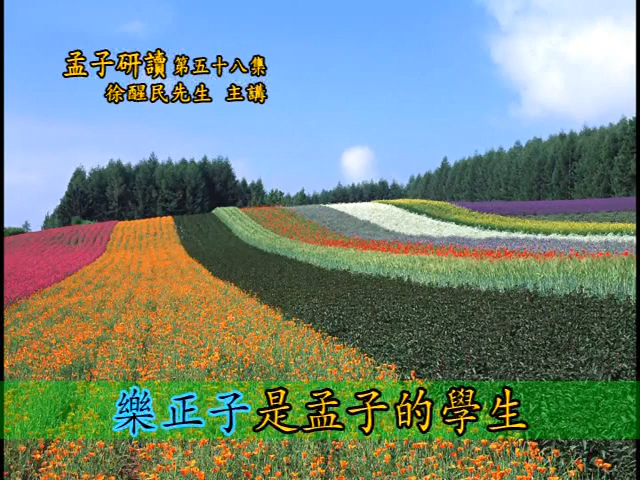 孟子研讀 第五十八集
徐醒民先生 主講
樂正子是孟子的學生